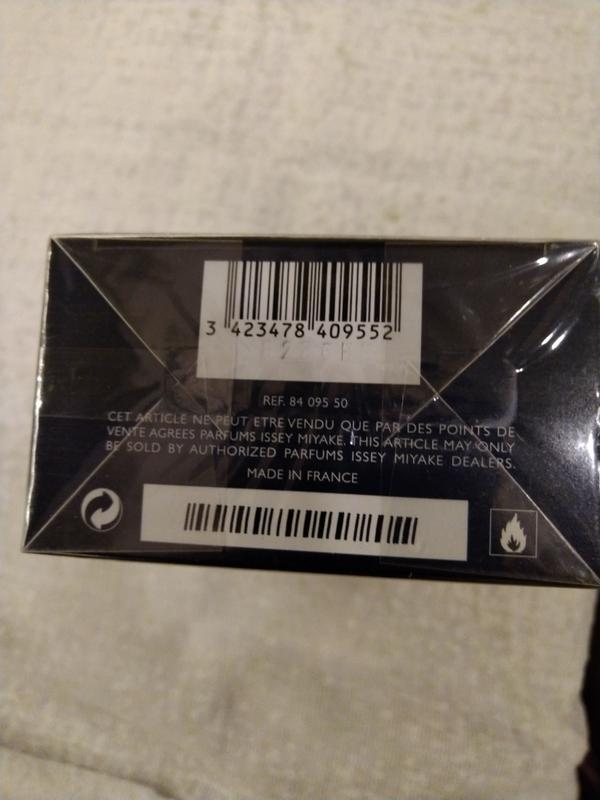 3 423478 409552
REF. 84 095 50
CET ARTICLE NE PEUT ETRE VENDU QUE PAR DES POINTS DE
VENTE AGREES PARFUMS ISSEY MIYAKE. THIS ARTICLE MAY ONLY
BE SOLD BY AUTHORIZED PARFUMS ISSEY MIYAKE DEALERS.
MADE IN FRANCE